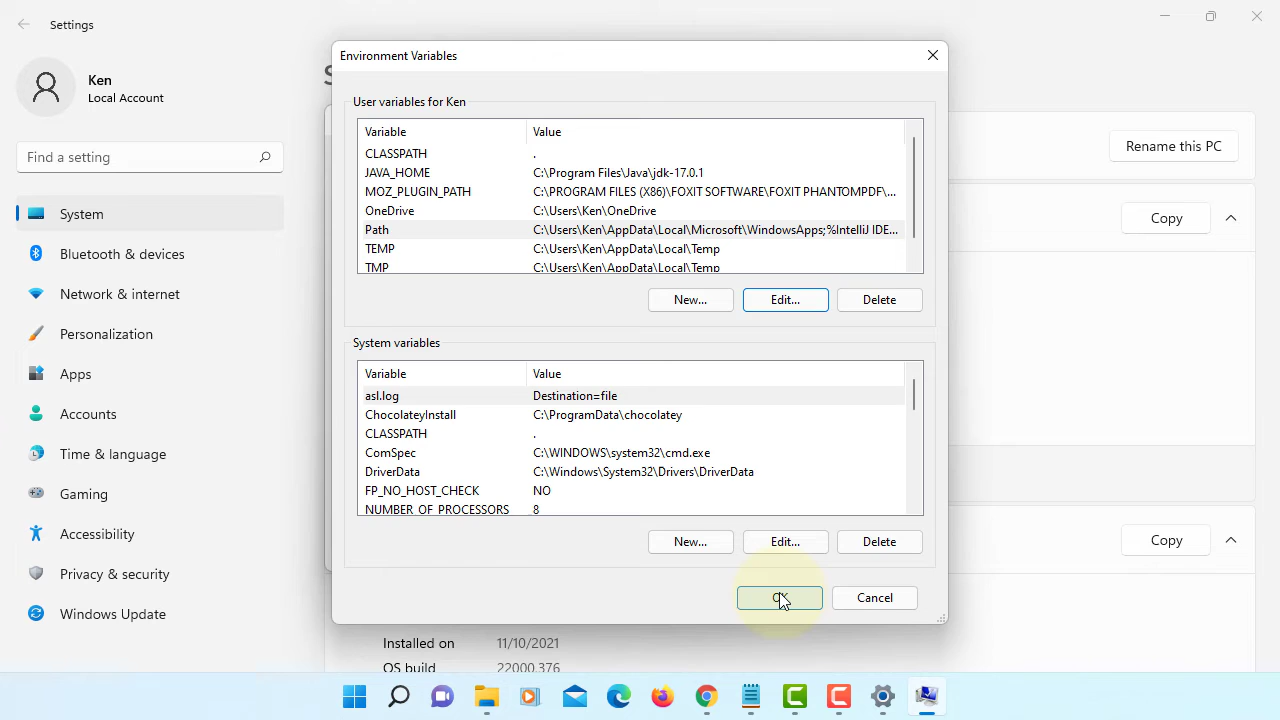 Settings
Ken
Local Account
Find a setting
System
Bluetooth & devices
Network & internet
Personalization
Apps
Accounts
Time & language
Gaming
Accessibility
Privacy & security
Windows Update
Environment Variables
User variables for Ken
Variable Value
CLASSPATH .
JAVA_HOME C:\Program Files\Java\jdk-17.0.1
MOZ_PLUGIN_PATH C:\PROGRAM FILES (X86)\FOXIT SOFTWARE\FOXIT PHANTOMPDF\...
OneDrive C:\Users\Ken\OneDrive
Path C:\Users\Ken\AppData\Local\Microsoft\WindowsApps;%IntelliJ IDE...
TEMP C:\Users\Ken\AppData\Local\Temp
TMP C:\Users\Ken\AppData\Local\Temp
New... Edit... Delete
System variables
Variable Value
asl.log Destination=file
ChocolateyInstall C:\ProgramData\chocolatey
CLASSPATH .
ComSpec C:\WINDOWS\system32\cmd.exe
DriverData C:\Windows\System32\Drivers\DriverData
FP_NO_HOST_CHECK NO
NUMBER_OF_PROCESSORS 8
New... Edit... Delete
Cancel
Rename this PC
Copy
Copy
Installed on 11/10/2021
OS build 22000.376